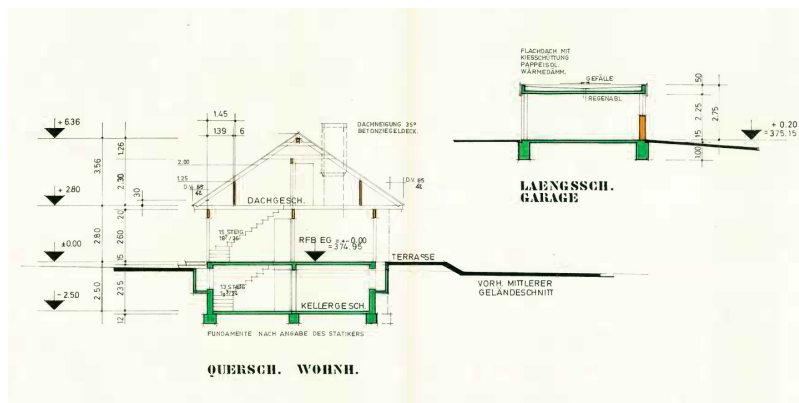 FLACHDACH MIT
KIESSCHÜTTUNG
PAPPEISOL.
WÄRMEDÄMM.
GEFÄLLE
REGENABL.
50
2 25
2.75
15
1.00
+ 0.20
= 375.15
LAENGSSCH.
GARAGE
1.45
1.39 6
DACHNEIGUNG 35°
BETONZIEGELDECK.
+ 6.36
3.56
1.26
2.30
30
2.00
1.25
D.V. 85
D.V. 85
+ 2.80
DACHGESCH.
20
2.80
2.60
15 STEIG
RFB EG = +- 0.00
= 374.95
TERRASSE
±0.00
15
VORH. MITTLERER
GELÄNDESCHNITT
2.50
2.35
13 STEIG
KELLERGESCH.
- 2.50
12
FUNDAMENTE NACH ANGABE DES STATIKERS
QUERSCH. WOHNH.